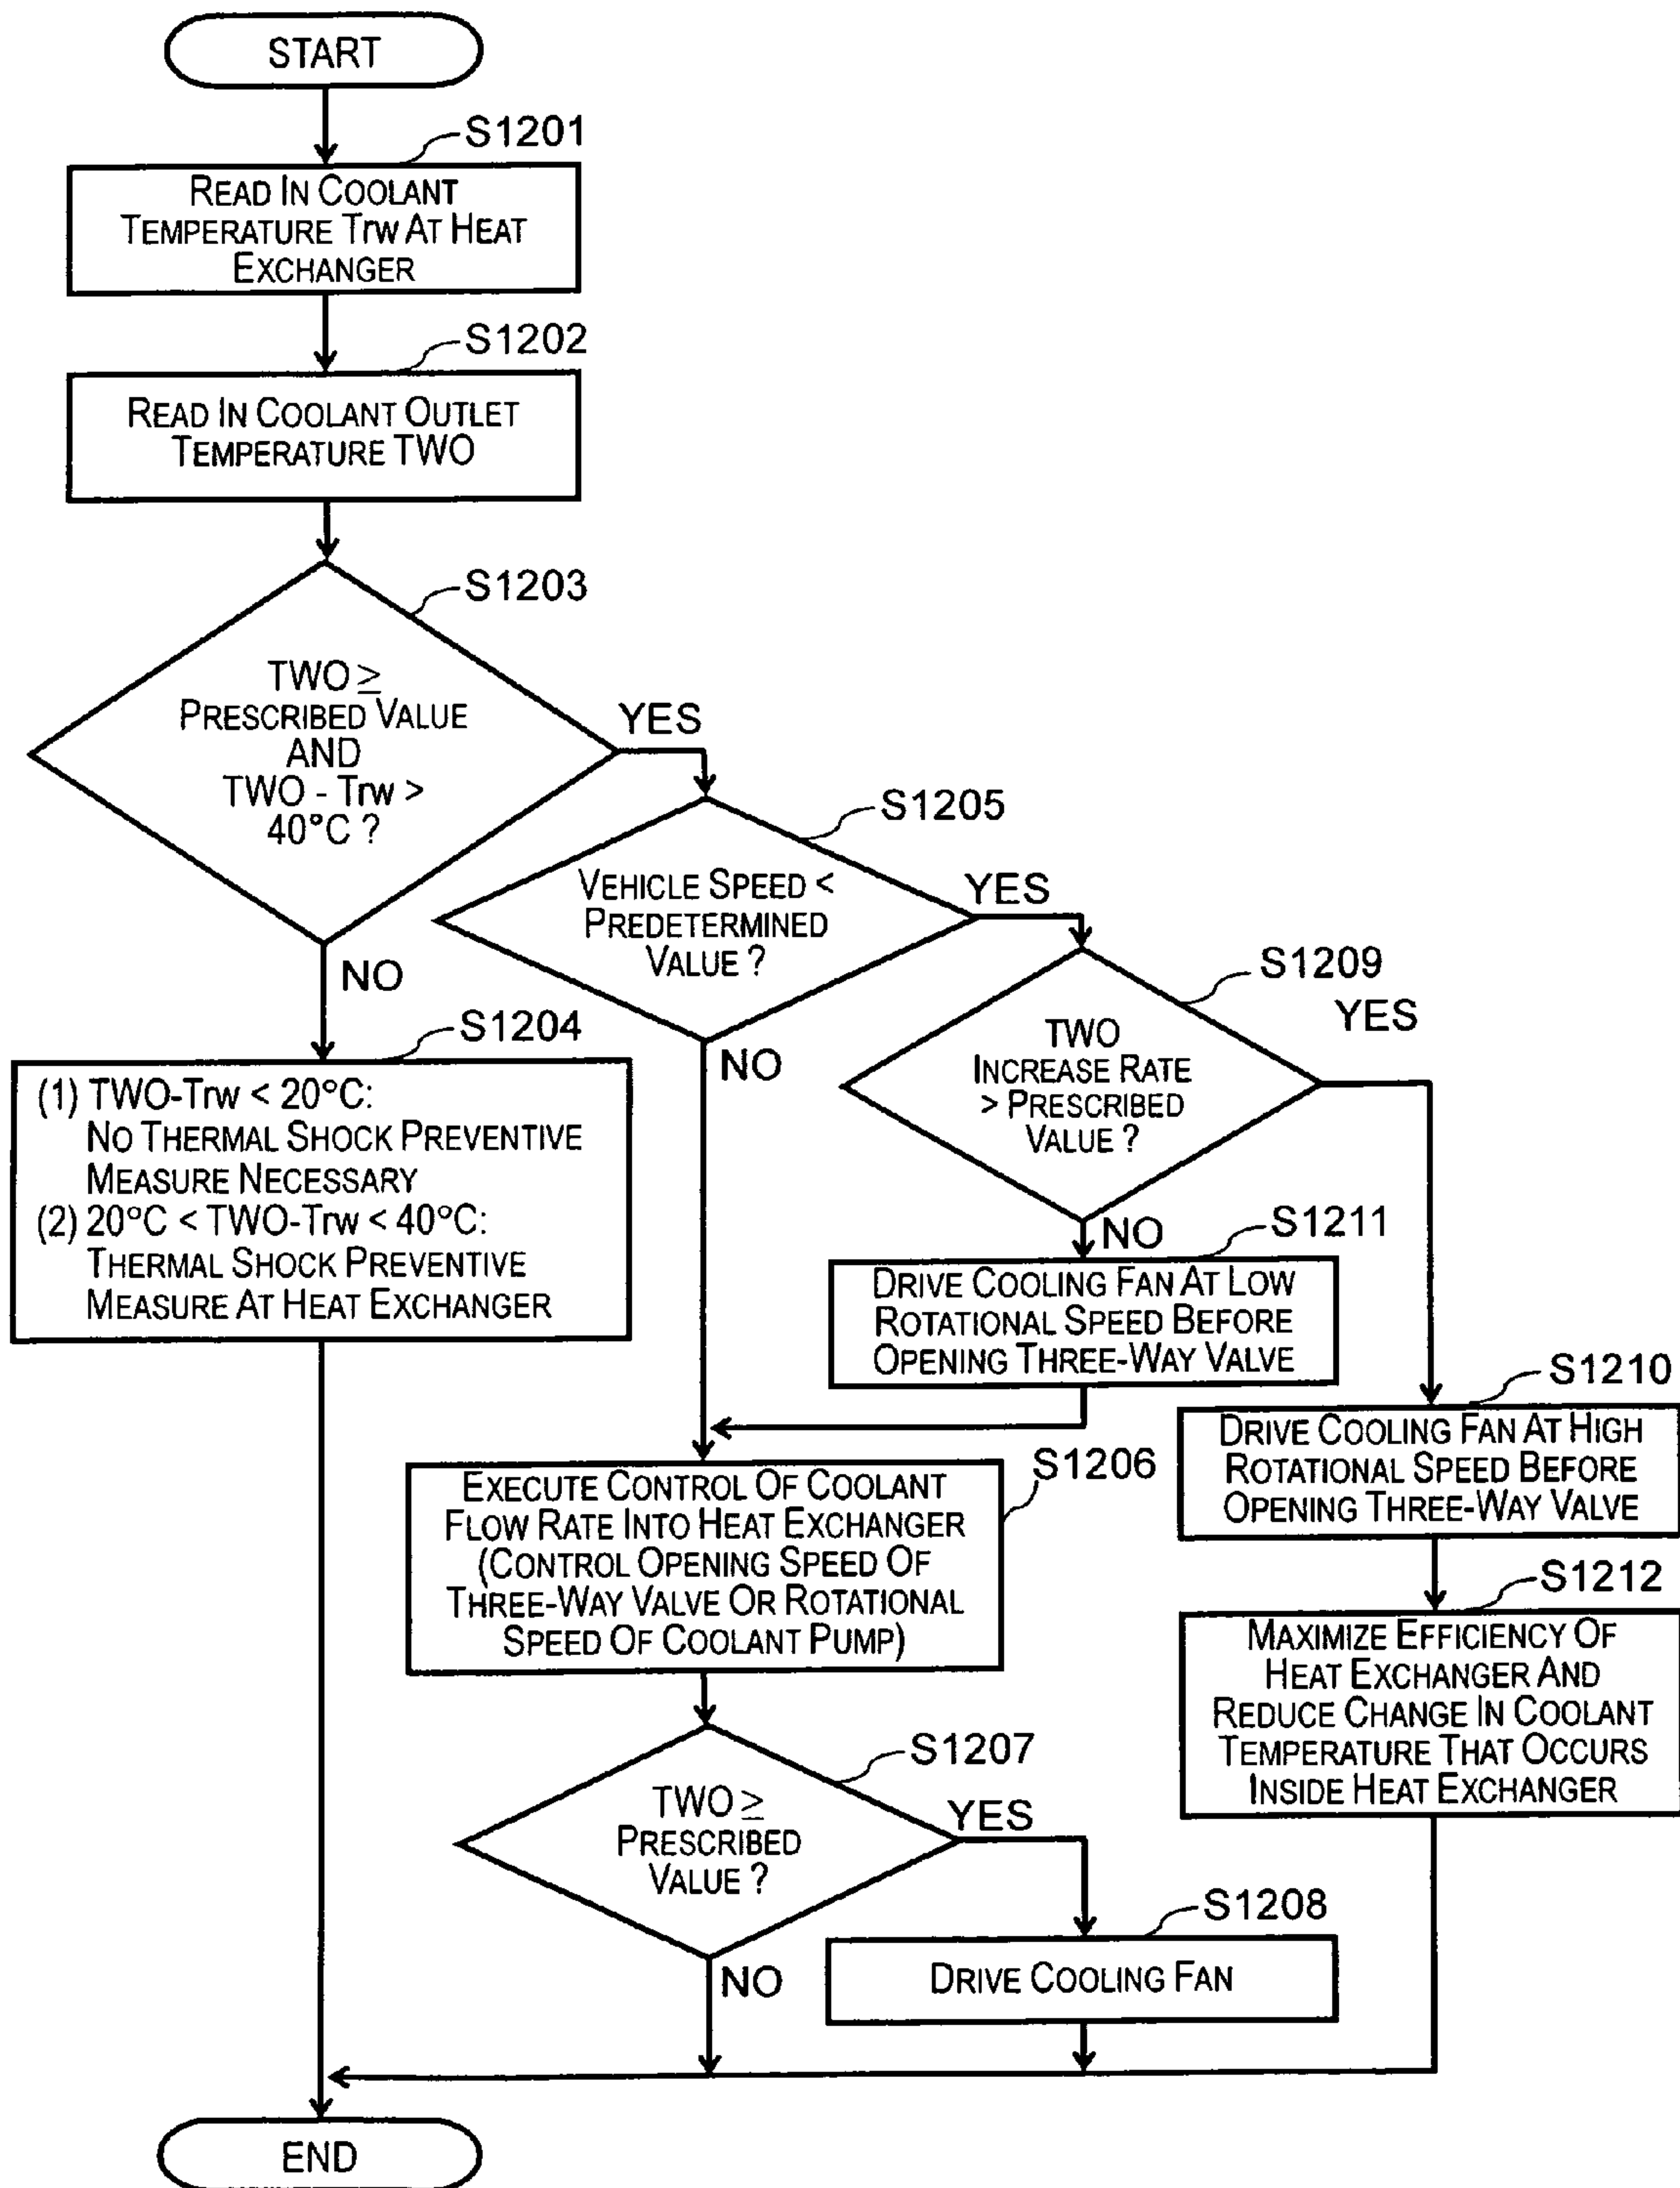 START
S1201
READ IN COOLANT
TEMPERATURE Trw AT HEAT
EXCHANGER
S1202
READ IN COOLANT OUTLET
TEMPERATURE TWO
S1203
TWO ≥
PRESCRIBED VALUE
AND
TWO - Trw >
40°C ?
YES
NO
S1204
(1) TWO-Trw < 20°C:
NO THERMAL SHOCK PREVENTIVE
MEASURE NECESSARY
(2) 20°C < TWO-Trw < 40°C:
THERMAL SHOCK PREVENTIVE
MEASURE AT HEAT EXCHANGER
S1205
VEHICLE SPEED <
PREDETERMINED
VALUE ?
YES
NO
S1209
TWO
INCREASE RATE
> PRESCRIBED
VALUE ?
YES
NO
S1211
DRIVE COOLING FAN AT LOW
ROTATIONAL SPEED BEFORE
OPENING THREE-WAY VALVE
S1210
DRIVE COOLING FAN AT HIGH
ROTATIONAL SPEED BEFORE
OPENING THREE-WAY VALVE
S1206
EXECUTE CONTROL OF COOLANT
FLOW RATE INTO HEAT EXCHANGER
(CONTROL OPENING SPEED OF
THREE-WAY VALVE OR ROTATIONAL
SPEED OF COOLANT PUMP)
S1212
MAXIMIZE EFFICIENCY OF
HEAT EXCHANGER AND
REDUCE CHANGE IN COOLANT
TEMPERATURE THAT OCCURS
INSIDE HEAT EXCHANGER
S1207
TWO ≥
PRESCRIBED
VALUE ?
YES
NO
S1208
DRIVE COOLING FAN
END